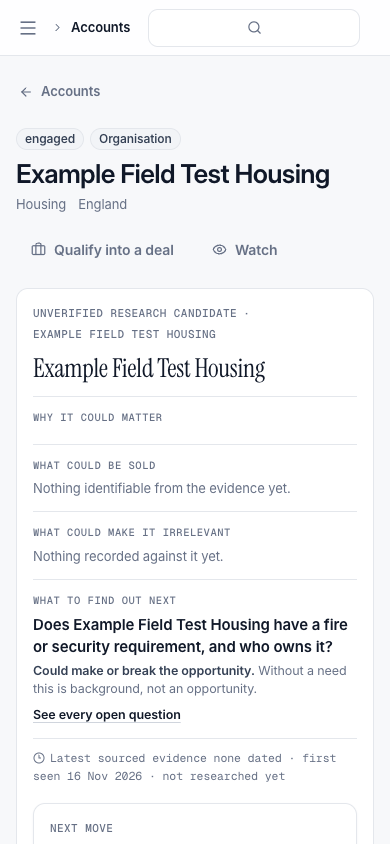 Accounts
Accounts
engaged Organisation
Example Field Test Housing
Housing England
Qualify into a deal Watch
UNVERIFIED RESEARCH CANDIDATE ·
EXAMPLE FIELD TEST HOUSING
Example Field Test Housing
WHY IT COULD MATTER
WHAT COULD BE SOLD
Nothing identifiable from the evidence yet.
WHAT COULD MAKE IT IRRELEVANT
Nothing recorded against it yet.
WHAT TO FIND OUT NEXT
Does Example Field Test Housing have a fire
or security requirement, and who owns it?
Could make or break the opportunity. Without a need
this is background, not an opportunity.
See every open question
Latest sourced evidence none dated · first
seen 16 Nov 2026 · not researched yet
NEXT MOVE